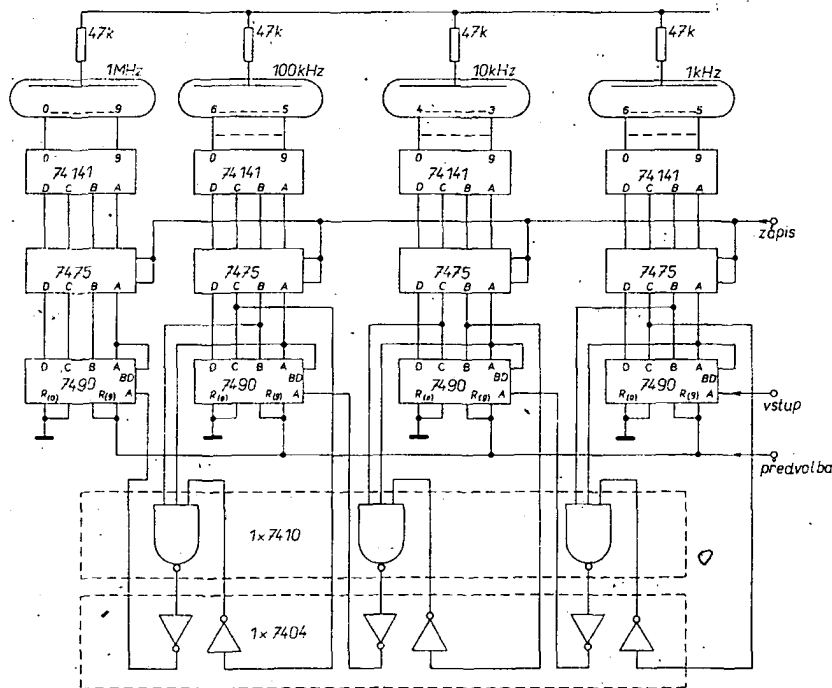 47k 47k 47k 47k
1MHz 100kHz 10kHz 1kHz
0 9 6 5 4 3 6 5
0 9 0 9 0 9 0 9
74141 74141 74141 74141
D C B A D C B A D C B A D C B A
zápis
7475 7475 7475 7475
D C B A D C B A D C B A D C B A
D C B A D C B A D C B A D C B A
7490 BD 7490 BD 7490 BD 7490 BD
R(0) R(9) A R(0) R(9) A R(0) R(9) A R(0) R(9) A
vstup
předvolba
1×7410
1×7404